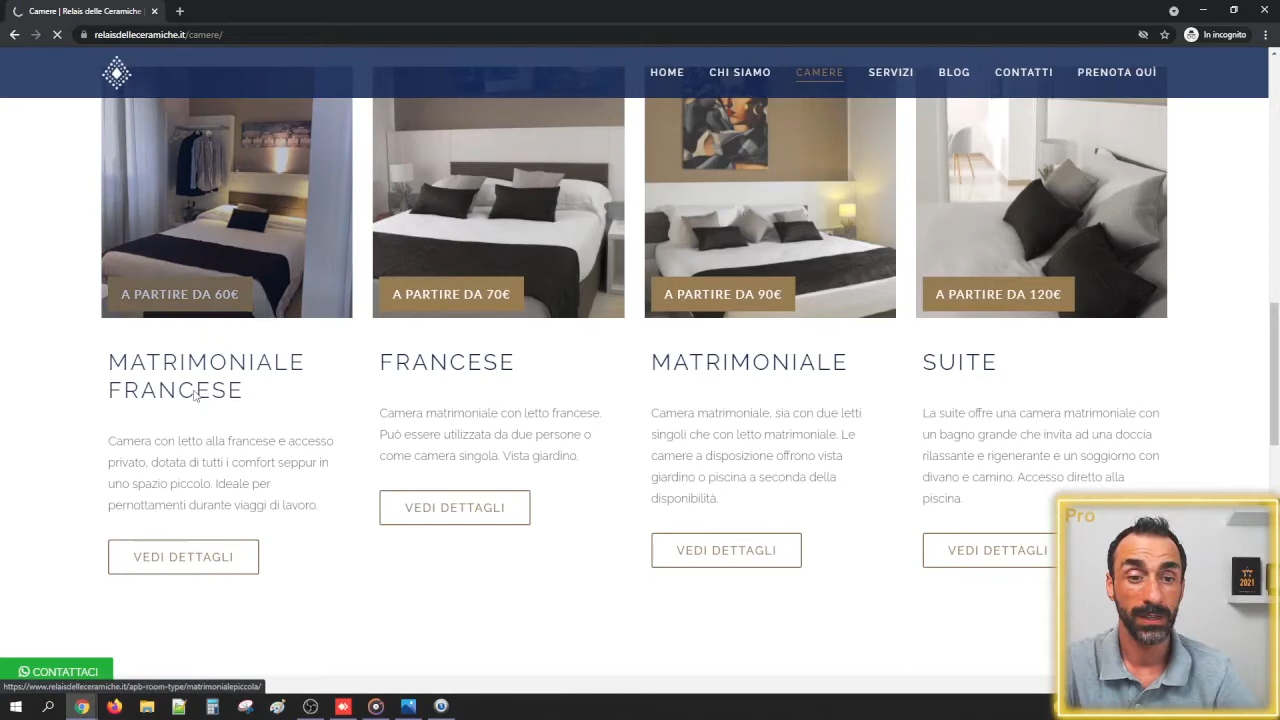 Camere | Relais delle Ceramiche
relaisdelleceramiche.it/camere/
In incognito
HOME CHI SIAMO CAMERE SERVIZI BLOG CONTATTI PRENOTA QUÌ
A PARTIRE DA 60€
A PARTIRE DA 70€
A PARTIRE DA 90€
A PARTIRE DA 120€
MATRIMONIALE
FRANCESE
Camera con letto alla francese e accesso
privato, dotata di tutti i comfort seppur in
uno spazio piccolo. Ideale per
pernottamenti durante viaggi di lavoro.
VEDI DETTAGLI
FRANCESE
Camera matrimoniale con letto francese.
Può essere utilizzata da due persone o
come camera singola. Vista giardino.
VEDI DETTAGLI
MATRIMONIALE
Camera matrimoniale, sia con due letti
singoli che con letto matrimoniale. Le
camere a disposizione offrono vista
giardino o piscina a seconda della
disponibilità.
VEDI DETTAGLI
SUITE
La suite offre una camera matrimoniale con
un bagno grande che invita ad una doccia
rilassante e rigenerante e un soggiorno con
divano e camino. Accesso diretto alla
piscina.
VEDI DETTAGLI
Pro
2021
CONTATTACI
https://www.relaisdelleceramiche.it/apb-room-type/matrimonialepiccola/